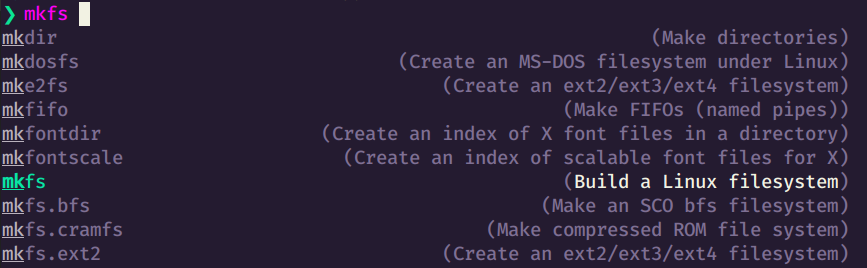 ❯ mkfs
mkdir (Make directories)
mkdosfs (Create an MS-DOS filesystem under Linux)
mke2fs (Create an ext2/ext3/ext4 filesystem)
mkfifo (Make FIFOs (named pipes))
mkfontdir (Create an index of X font files in a directory)
mkfontscale (Create an index of scalable font files for X)
mkfs (Build a Linux filesystem)
mkfs.bfs (Make an SCO bfs filesystem)
mkfs.cramfs (Make compressed ROM file system)
mkfs.ext2 (Create an ext2/ext3/ext4 filesystem)